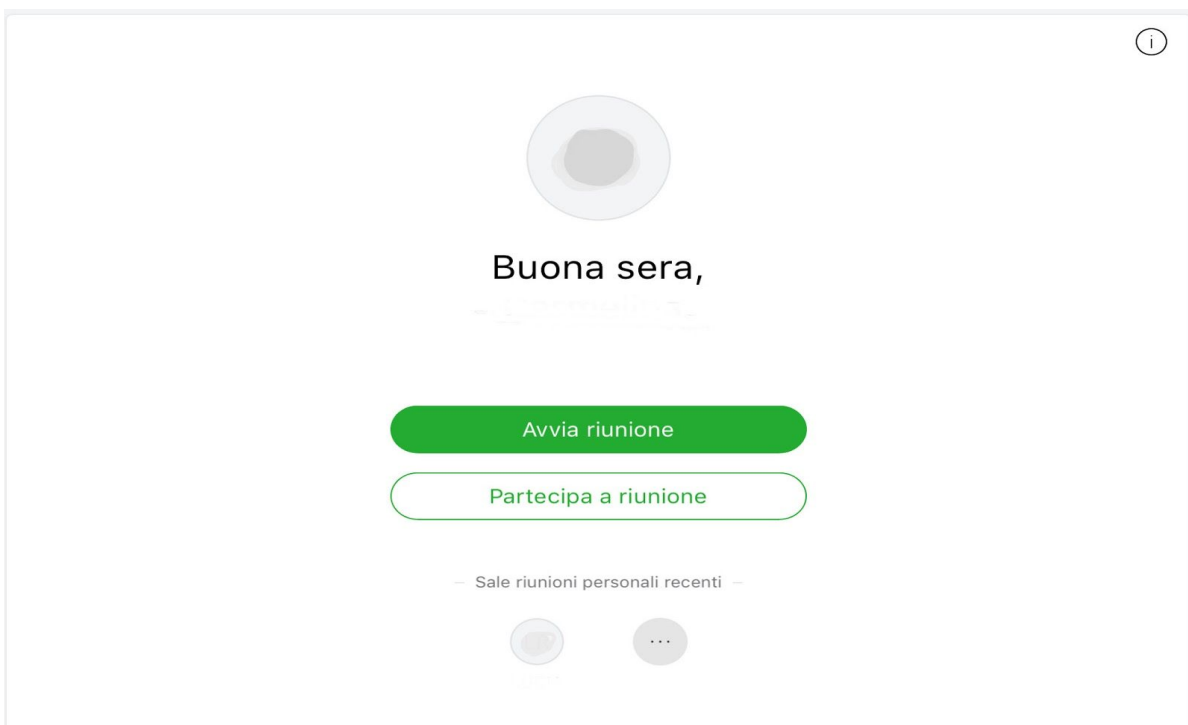 i
Buona sera,
Avvia riunione
Partecipa a riunione
– Sale riunioni personali recenti –
...